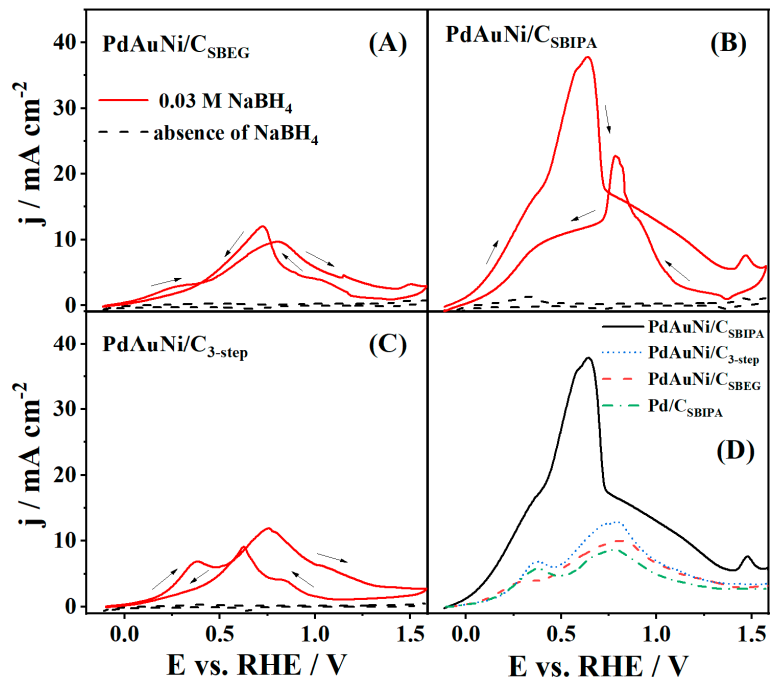 PdAuNi/C_SBEG (A)
0.03 M NaBH₄
absence of NaBH₄
PdAuNi/C_SBIPA (B)
j / mA cm⁻²
40
30
20
10
0
PdAuNi/C_3-step (C)
j / mA cm⁻²
40
30
20
10
0
0.0 0.5 1.0 1.5
E vs. RHE / V
PdAuNi/C_SBIPA
PdAuNi/C_3-step
PdAuNi/C_SBEG
Pd/C_SBIPA
(D)
0.0 0.5 1.0 1.5
E vs. RHE / V